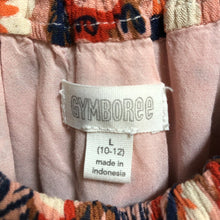 GYMBOREE
L
(10-12)
made in
indonesia